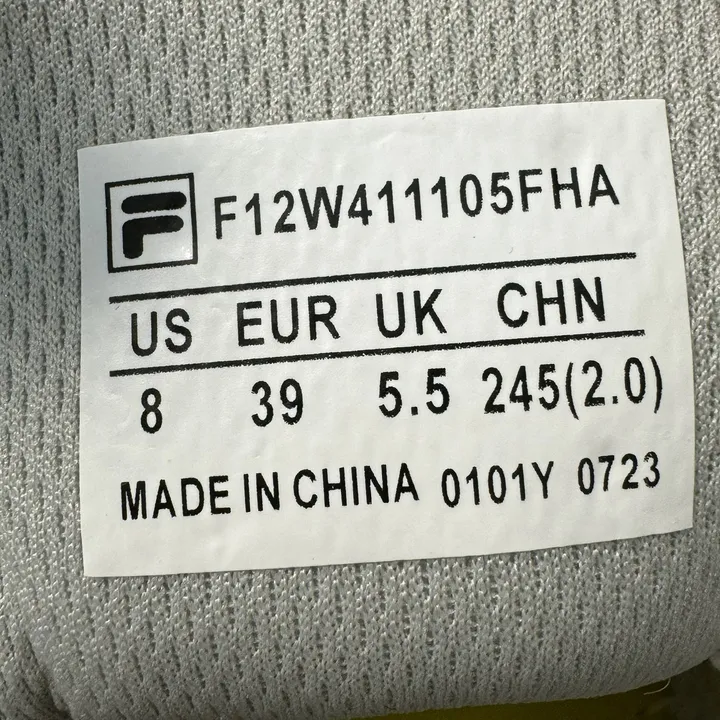 F12W411105FHA
US EUR UK CHN
8 39 5.5 245(2.0)
MADE IN CHINA 0101Y 0723